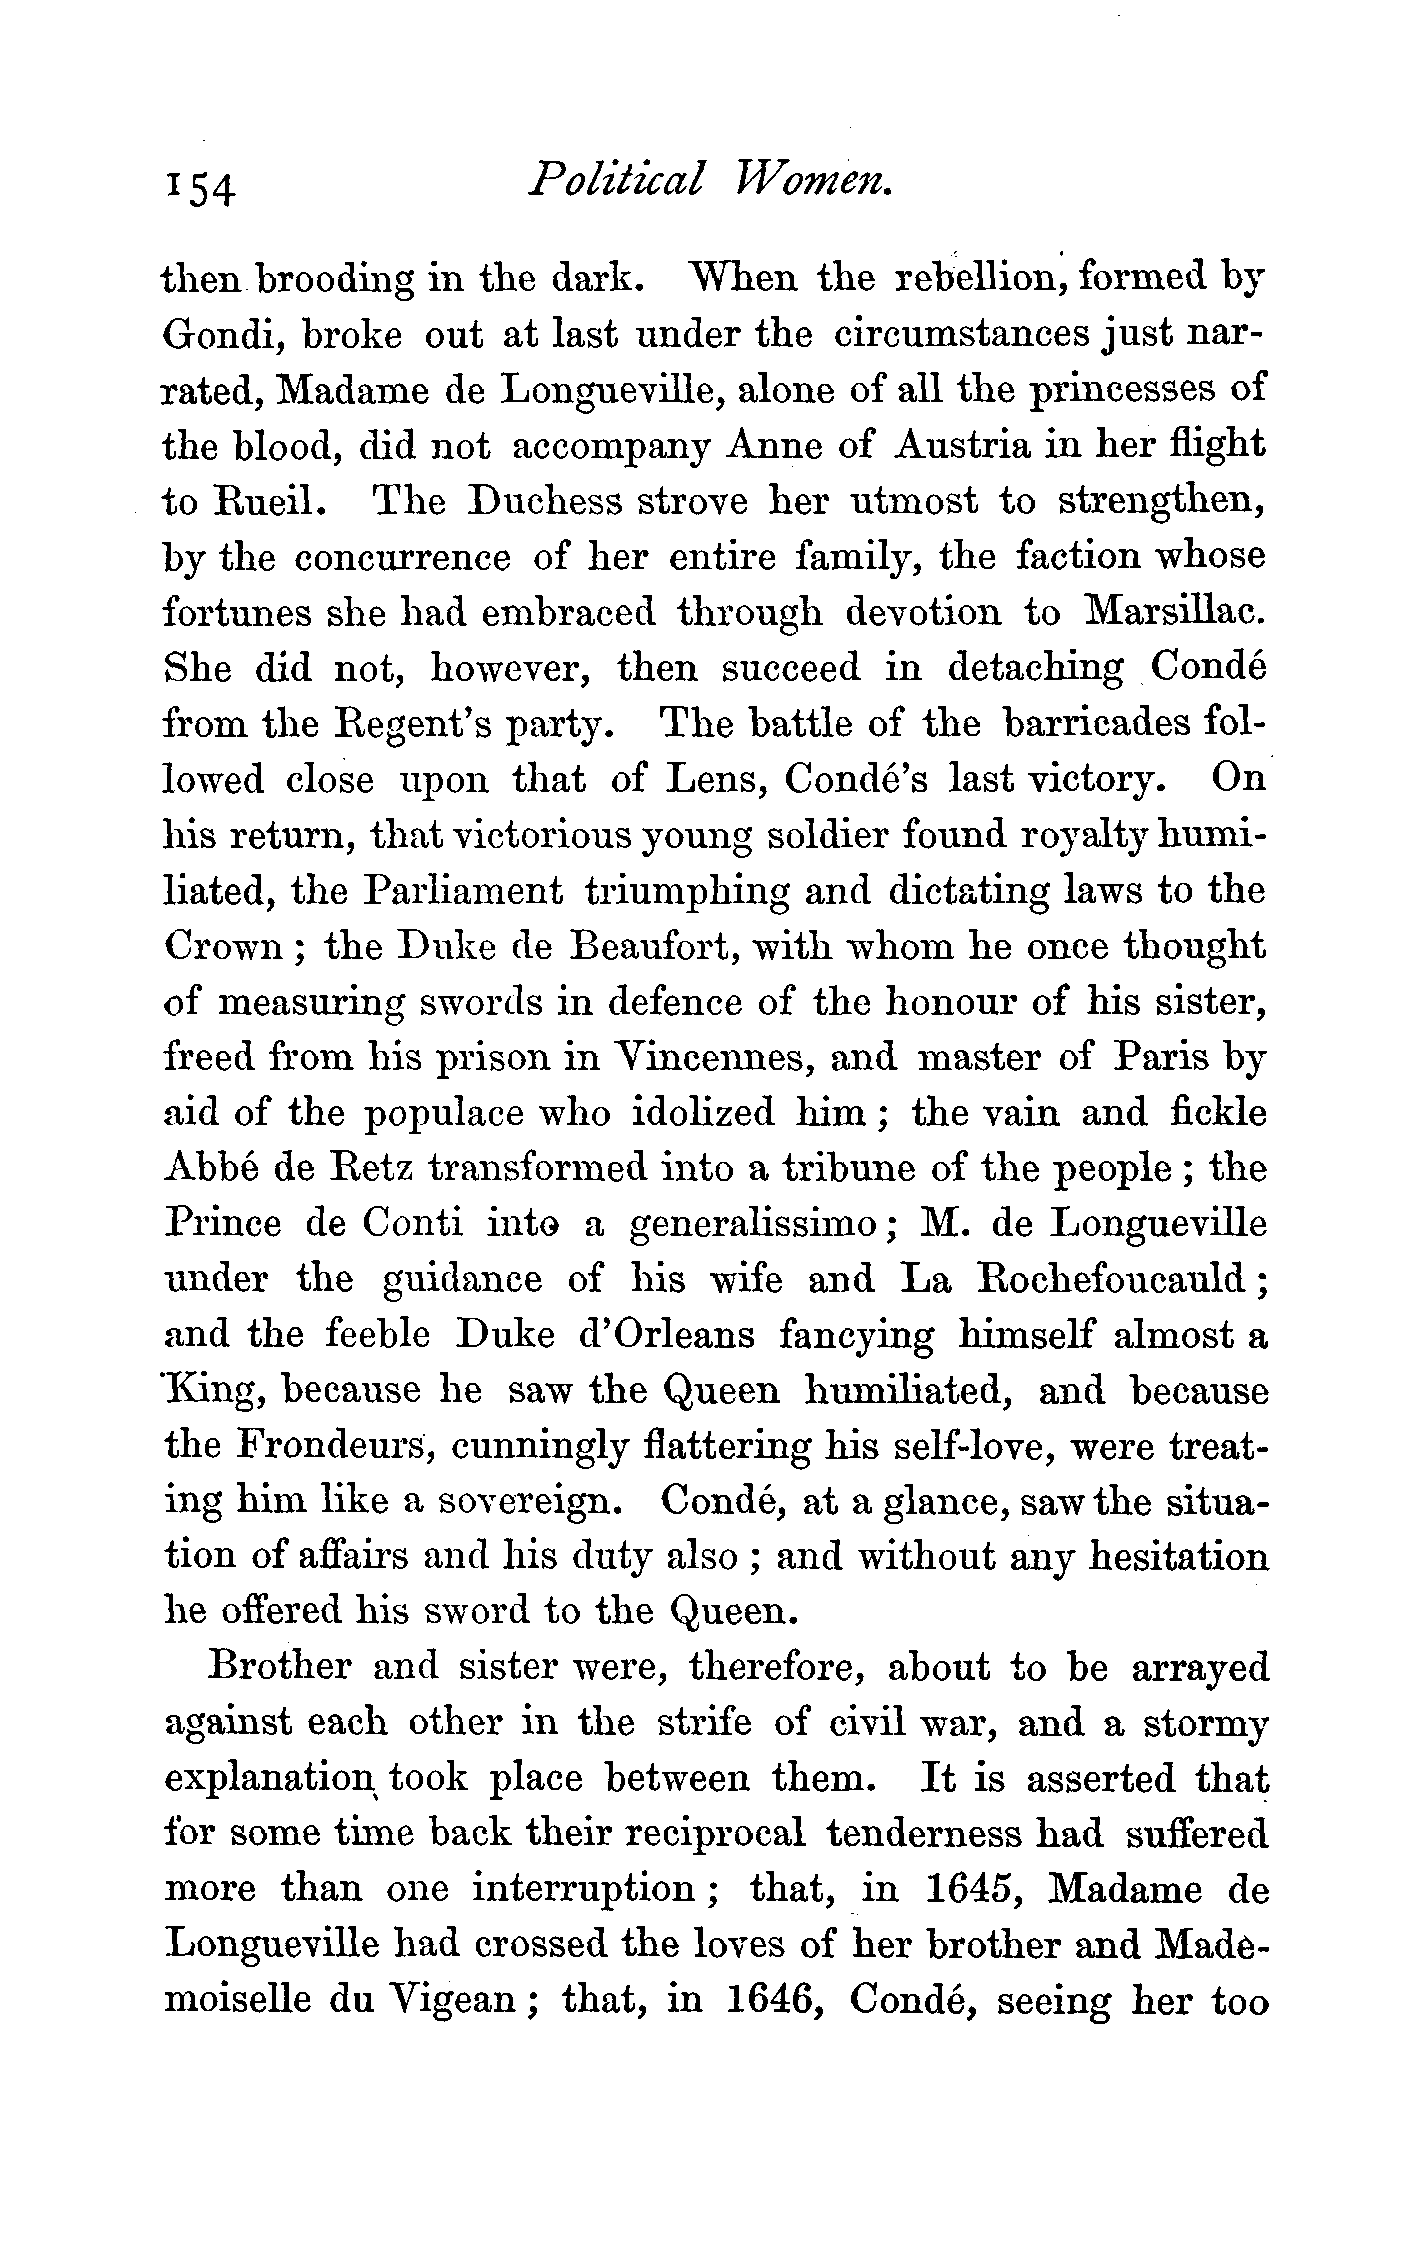 154 Political Women.
then brooding in the dark. When the rebellion, formed by
Gondi, broke out at last under the circumstances just nar-
rated, Madame de Longueville, alone of all the princesses of
the blood, did not accompany Anne of Austria in her flight
to Rueil. The Duchess strove her utmost to strengthen,
by the concurrence of her entire family, the faction whose
fortunes she had embraced through devotion to Marsillac.
She did not, however, then succeed in detaching Condé
from the Regent's party. The battle of the barricades fol-
lowed close upon that of Lens, Condé's last victory. On
his return, that victorious young soldier found royalty humi-
liated, the Parliament triumphing and dictating laws to the
Crown ; the Duke de Beaufort, with whom he once thought
of measuring swords in defence of the honour of his sister,
freed from his prison in Vincennes, and master of Paris by
aid of the populace who idolized him ; the vain and fickle
Abbé de Retz transformed into a tribune of the people ; the
Prince de Conti into a generalissimo ; M. de Longueville
under the guidance of his wife and La Rochefoucauld ;
and the feeble Duke d'Orleans fancying himself almost a
King, because he saw the Queen humiliated, and because
the Frondeurs, cunningly flattering his self-love, were treat-
ing him like a sovereign. Condé, at a glance, saw the situa-
tion of affairs and his duty also ; and without any hesitation
he offered his sword to the Queen.
Brother and sister were, therefore, about to be arrayed
against each other in the strife of civil war, and a stormy
explanation took place between them. It is asserted that
for some time back their reciprocal tenderness had suffered
more than one interruption ; that, in 1645, Madame de
Longueville had crossed the loves of her brother and Made-
moiselle du Vigean ; that, in 1646, Condé, seeing her too